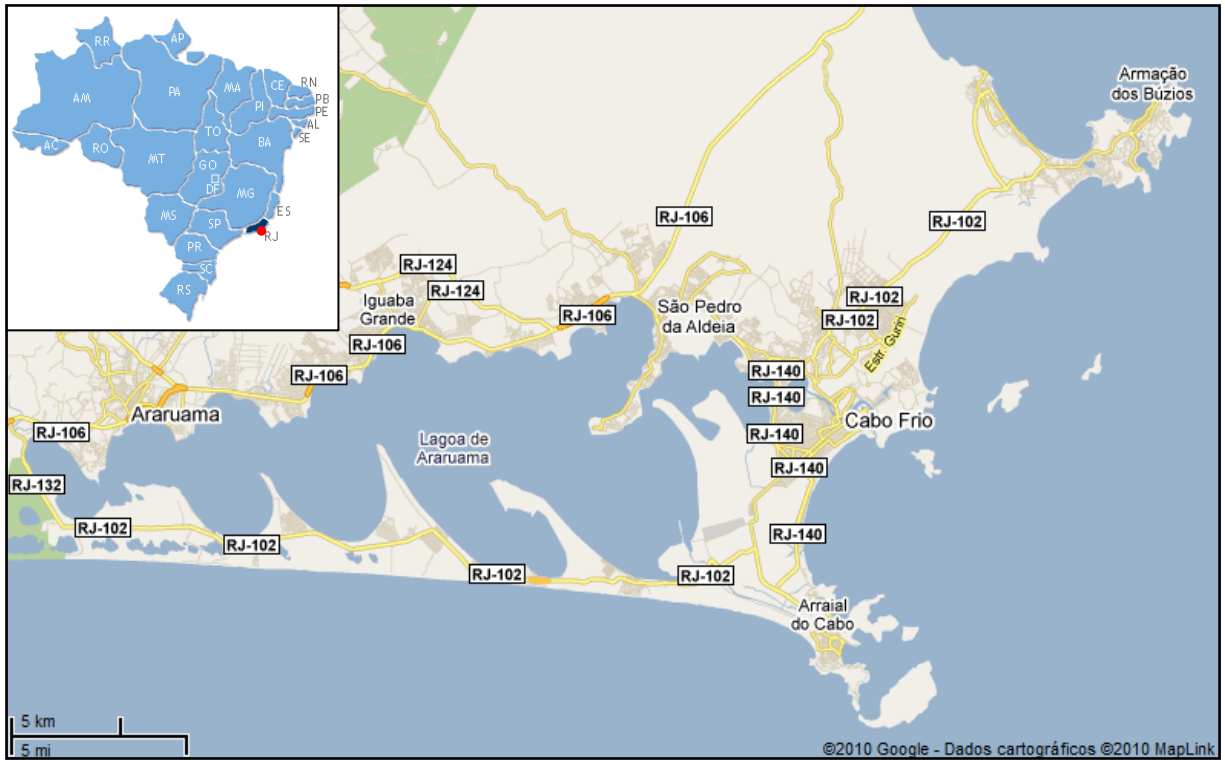 RR
AP
AM
PA
MA
CE
RN
PI
PB
PE
AL
SE
TO
AC
RO
BA
MT
GO
DF
MG
MS
SP
ES
RJ
PR
SC
RS
Armação
dos Búzios
RJ-106
RJ-102
RJ-124
RJ-124
Iguaba
Grande
RJ-106
São Pedro
da Aldeia
RJ-102
RJ-102
Estr. Guriri
RJ-106
RJ-106
RJ-140
RJ-140
Araruama
RJ-106
Lagoa de
Araruama
RJ-140
Cabo Frio
RJ-140
RJ-132
RJ-102
RJ-102
RJ-140
RJ-102
RJ-102
Arraial
do Cabo
5 km
5 mi
©2010 Google - Dados cartográficos ©2010 MapLink